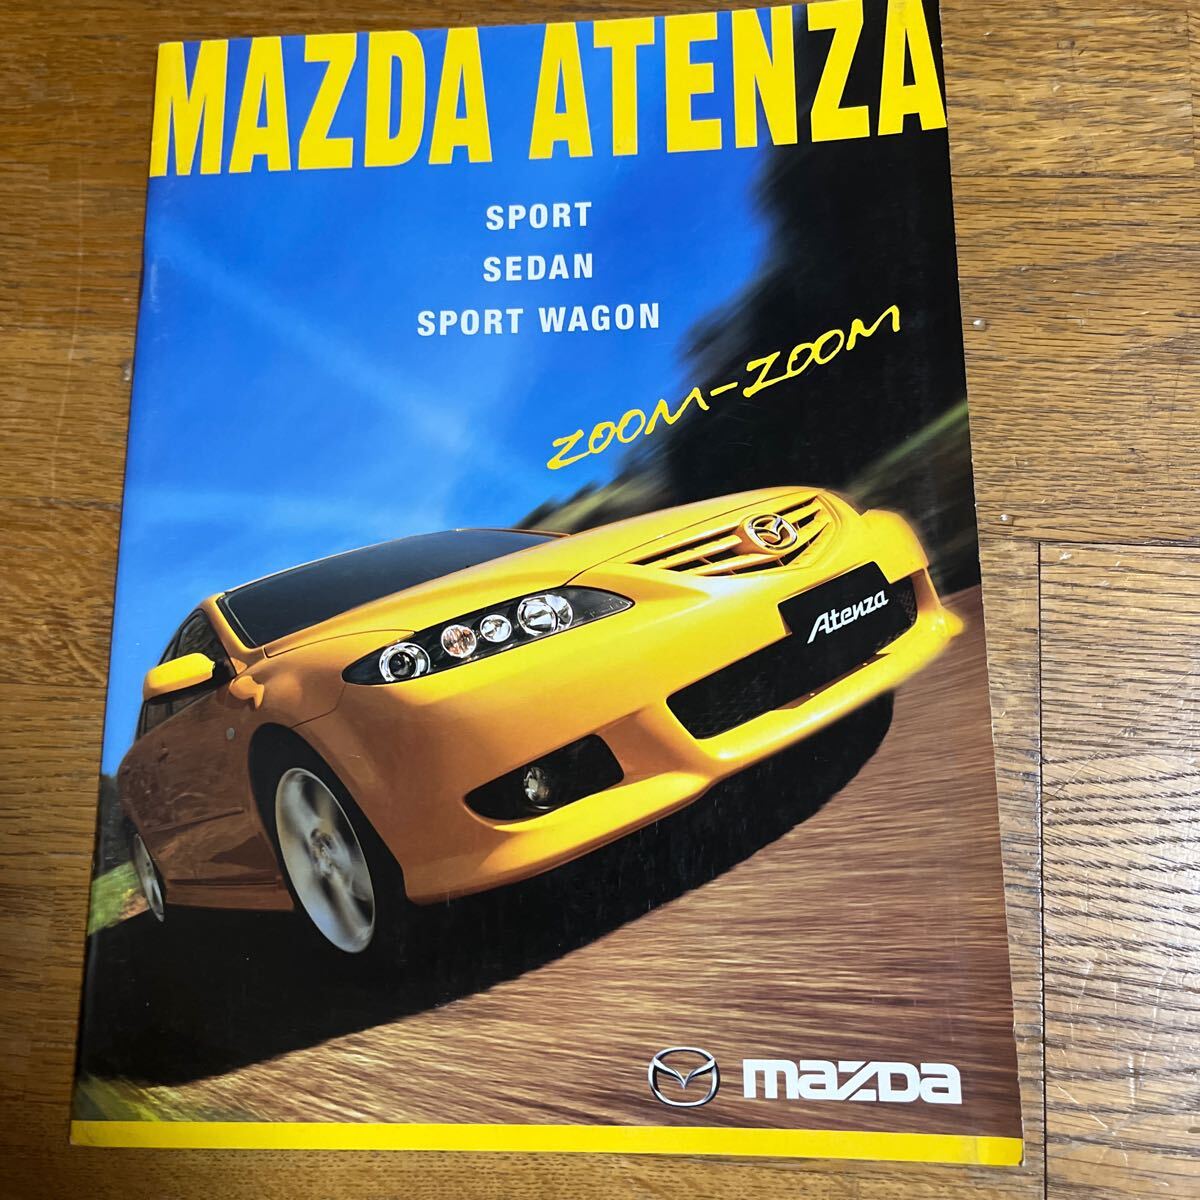 MAZDA ATENZA
SPORT
SEDAN
SPORT WAGON
ZOOM-ZOOM
Atenza
mazda